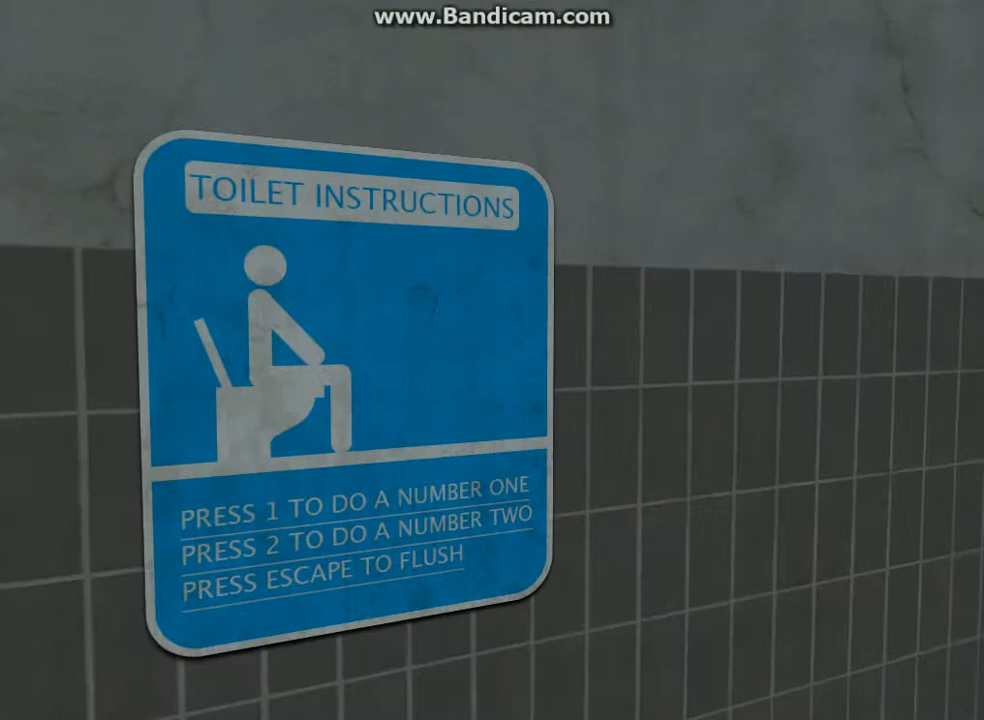 www.Bandicam.com
TOILET INSTRUCTIONS
PRESS 1 TO DO A NUMBER ONE
PRESS 2 TO DO A NUMBER TWO
PRESS ESCAPE TO FLUSH